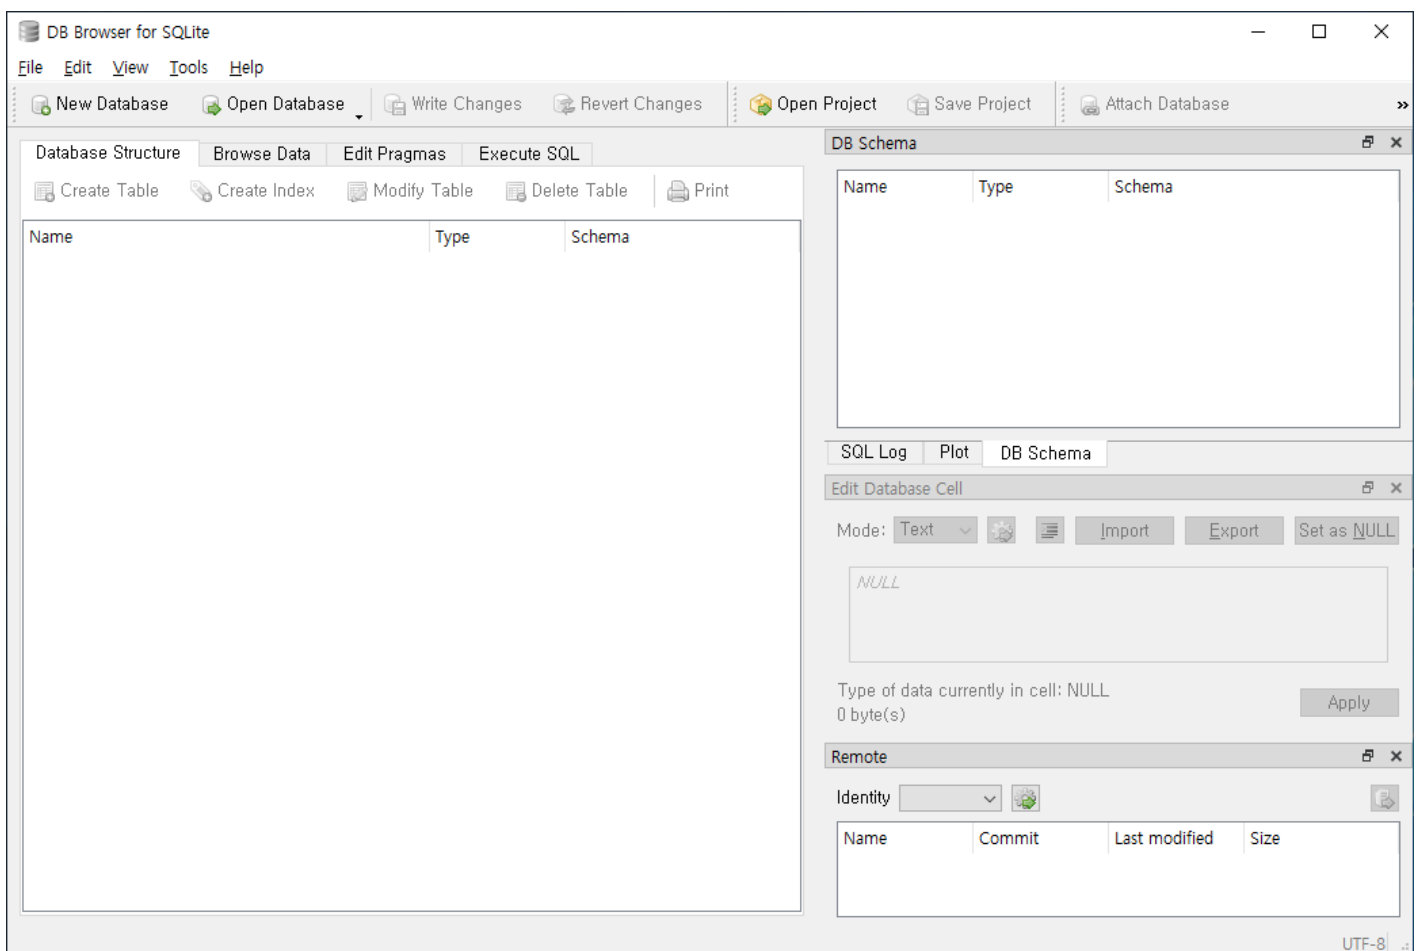 DB Browser for SQLite
File Edit View Tools Help
New Database Open Database Write Changes Revert Changes Open Project Save Project Attach Database »
Database Structure Browse Data Edit Pragmas Execute SQL
Create Table Create Index Modify Table Delete Table Print
Name Type Schema
DB Schema
Name Type Schema
SQL Log Plot DB Schema
Edit Database Cell
Mode: Text Import Export Set as NULL
NULL
Type of data currently in cell: NULL
0 byte(s)
Apply
Remote
Identity
Name Commit Last modified Size
UTF-8